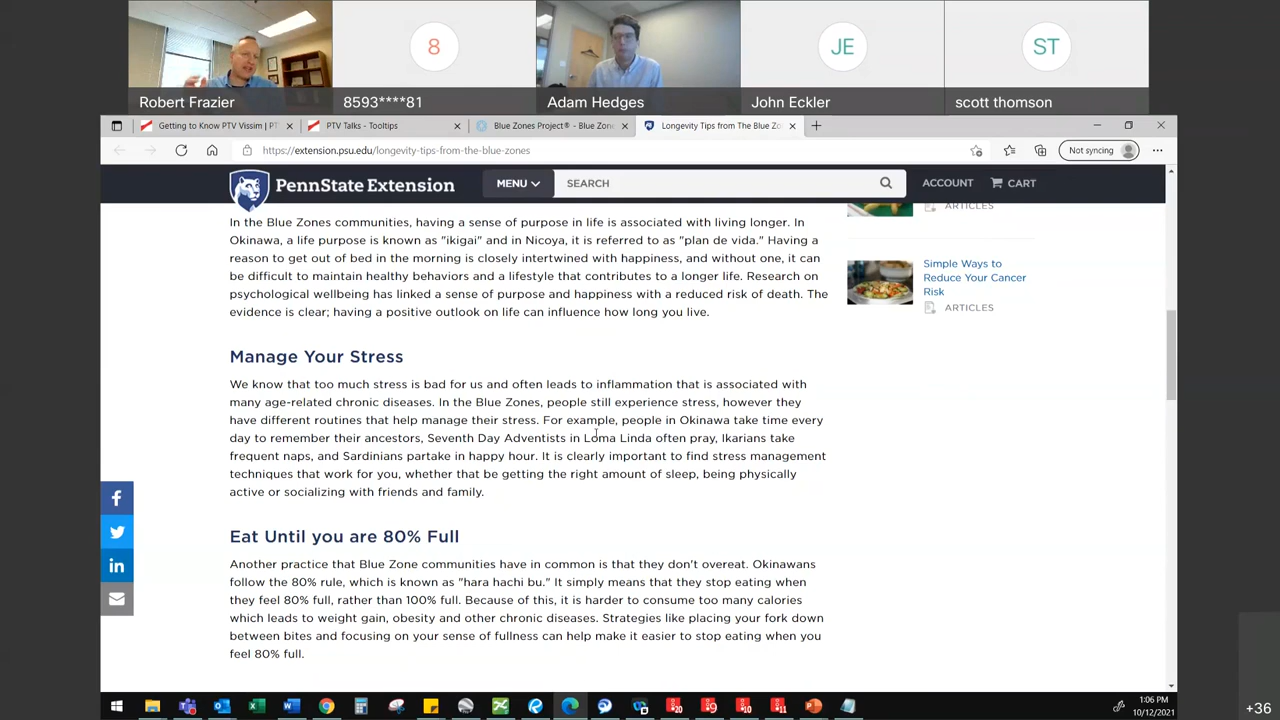 8
JE
ST
Robert Frazier
8593****81
Adam Hedges
John Eckler
scott thomson
Getting to Know PTV Vissim | PT
PTV Talks - Tooltips
Blue Zones Project® - Blue Zone
Longevity Tips from The Blue Zo
https://extension.psu.edu/longevity-tips-from-the-blue-zones
Not syncing
PennState Extension
MENU
SEARCH
ACCOUNT
CART
In the Blue Zones communities, having a sense of purpose in life is associated with living longer. In
Okinawa, a life purpose is known as "ikigai" and in Nicoya, it is referred to as "plan de vida." Having a
reason to get out of bed in the morning is closely intertwined with happiness, and without one, it can
be difficult to maintain healthy behaviors and a lifestyle that contributes to a longer life. Research on
psychological wellbeing has linked a sense of purpose and happiness with a reduced risk of death. The
evidence is clear; having a positive outlook on life can influence how long you live.
Manage Your Stress
We know that too much stress is bad for us and often leads to inflammation that is associated with
many age-related chronic diseases. In the Blue Zones, people still experience stress, however they
have different routines that help manage their stress. For example, people in Okinawa take time every
day to remember their ancestors, Seventh Day Adventists in Loma Linda often pray, Ikarians take
frequent naps, and Sardinians partake in happy hour. It is clearly important to find stress management
techniques that work for you, whether that be getting the right amount of sleep, being physically
active or socializing with friends and family.
Eat Until you are 80% Full
Another practice that Blue Zone communities have in common is that they don't overeat. Okinawans
follow the 80% rule, which is known as "hara hachi bu." It simply means that they stop eating when
they feel 80% full, rather than 100% full. Because of this, it is harder to consume too many calories
which leads to weight gain, obesity and other chronic diseases. Strategies like placing your fork down
between bites and focusing on your sense of fullness can help make it easier to stop eating when you
feel 80% full.
ARTICLES
Simple Ways to
Reduce Your Cancer
Risk
ARTICLES
1:06 PM
10/12/2021
+36